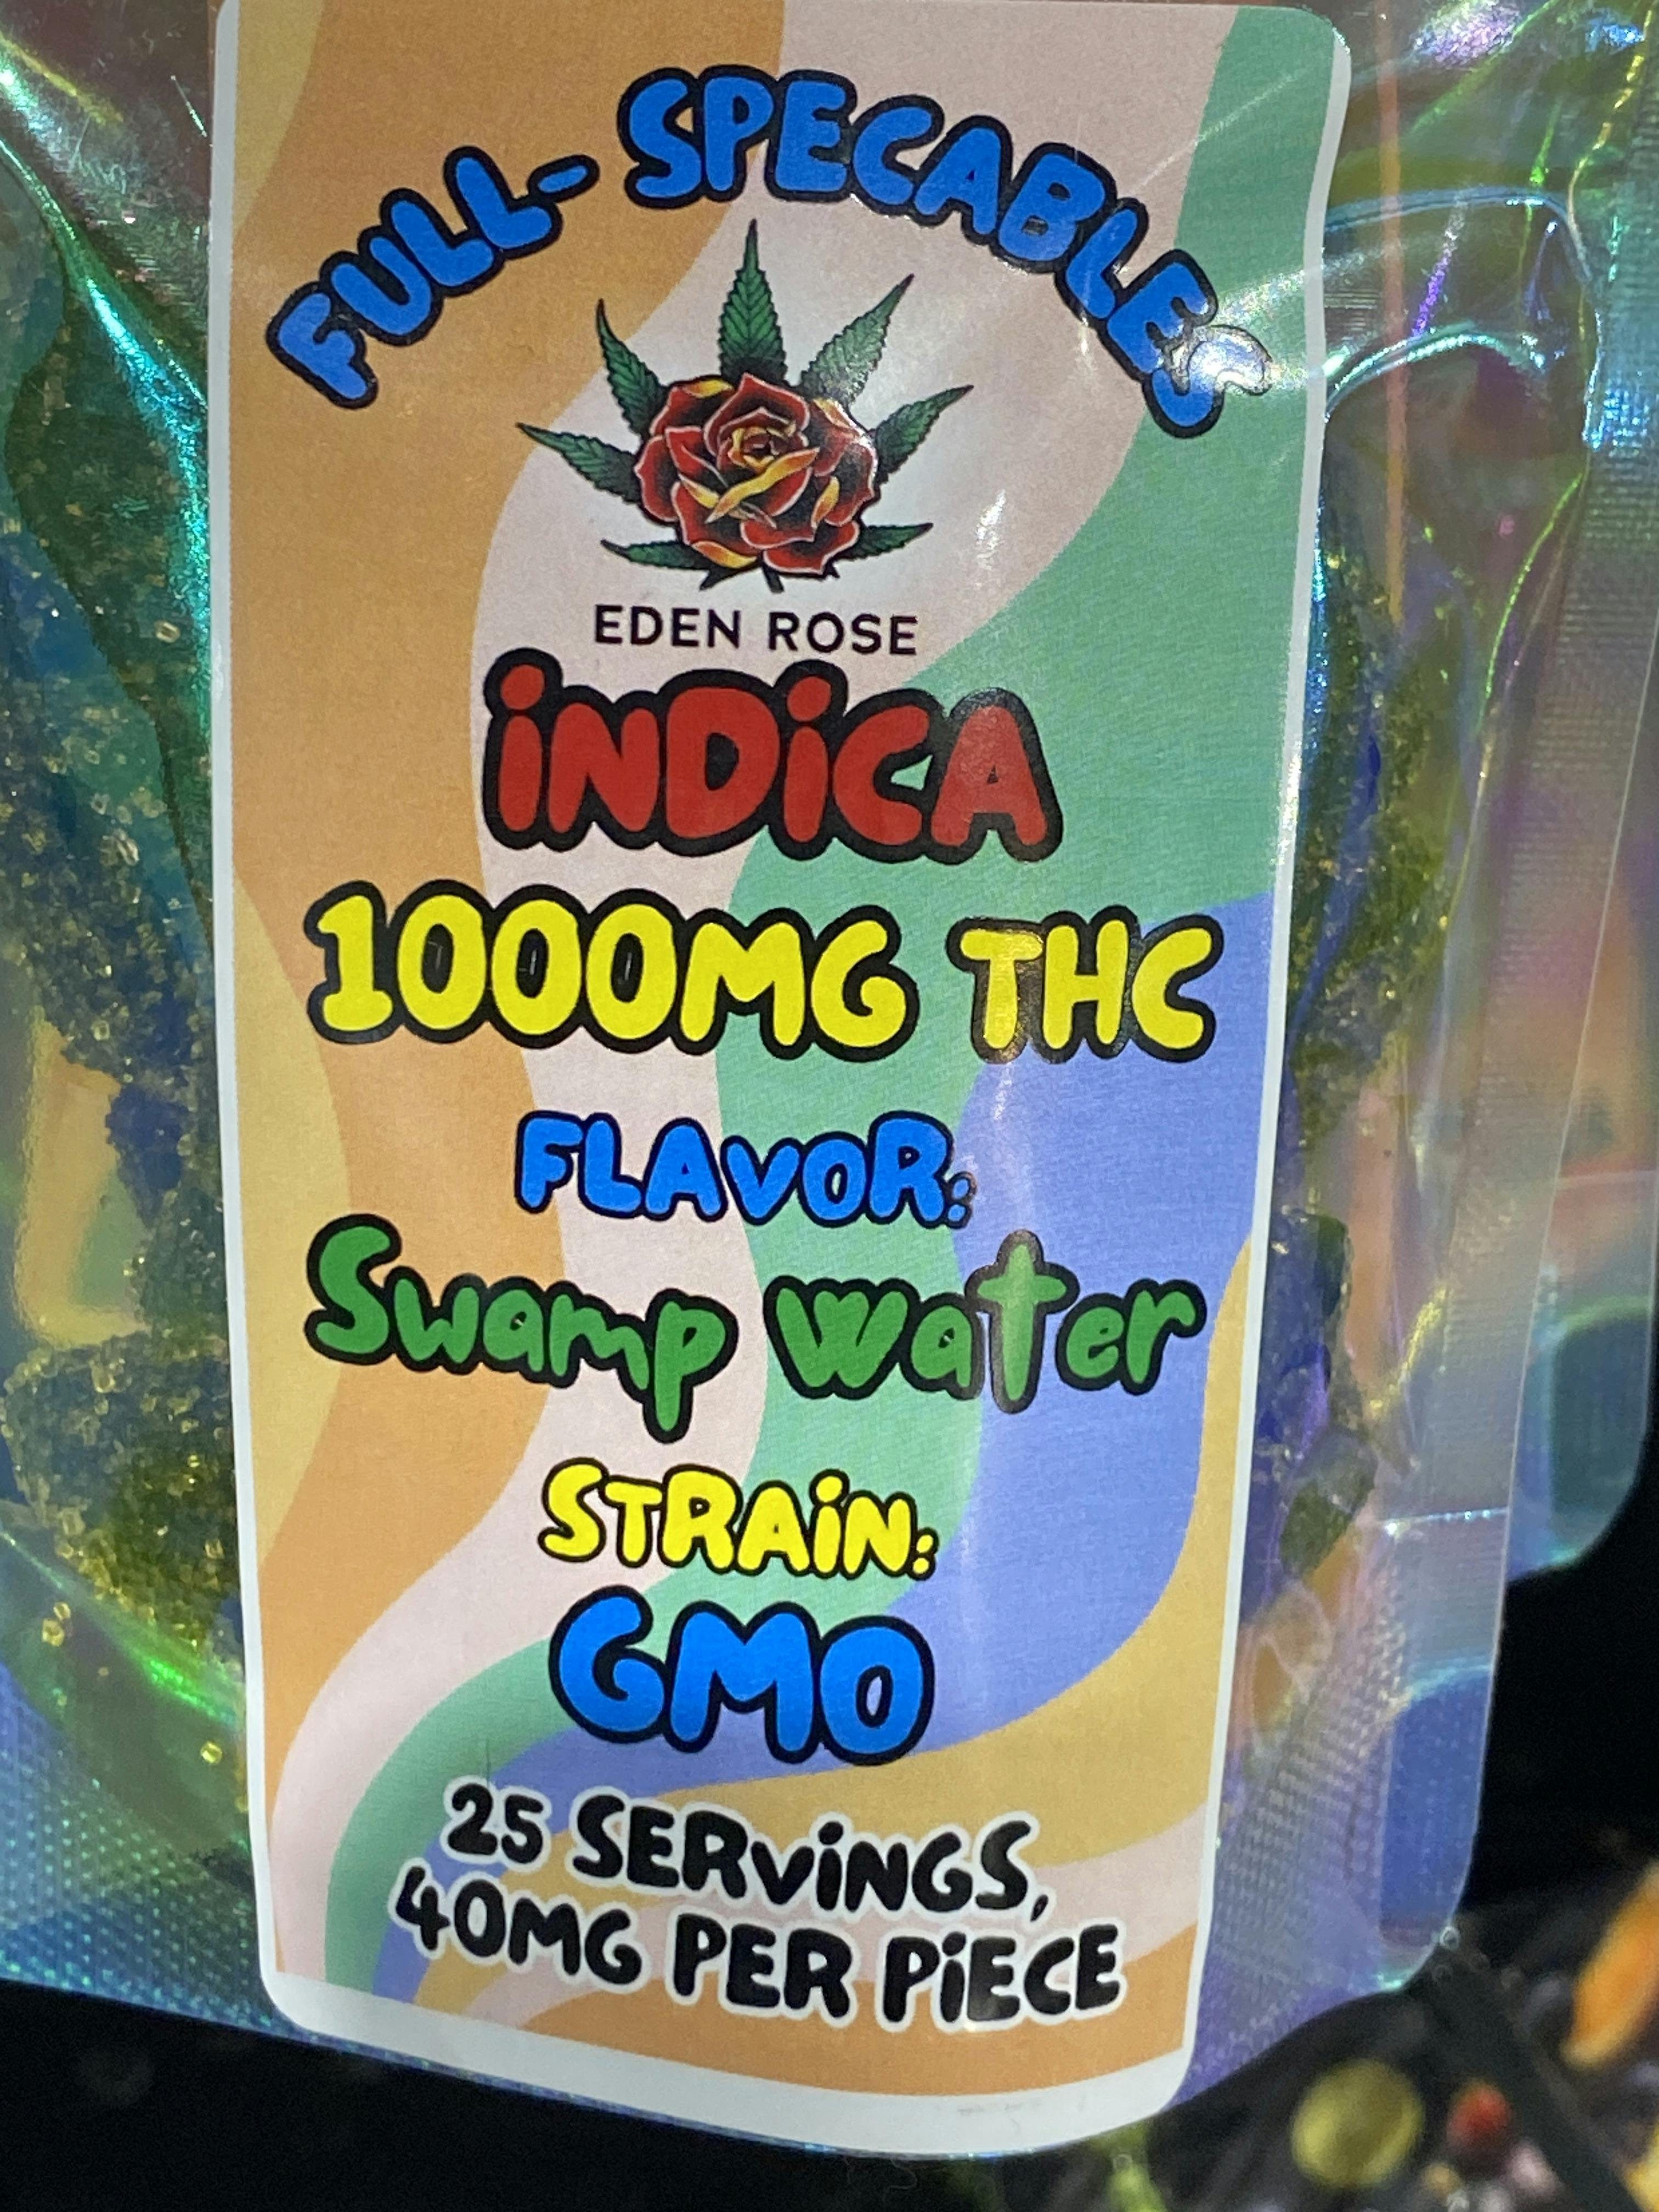 FULL- SPECABLES
EDEN ROSE
iNDiCA
1000MG THC
FLAVOR:
Swamp water
STRAiN:
GMO
25 SERViNGS,
40MG PER PiECE